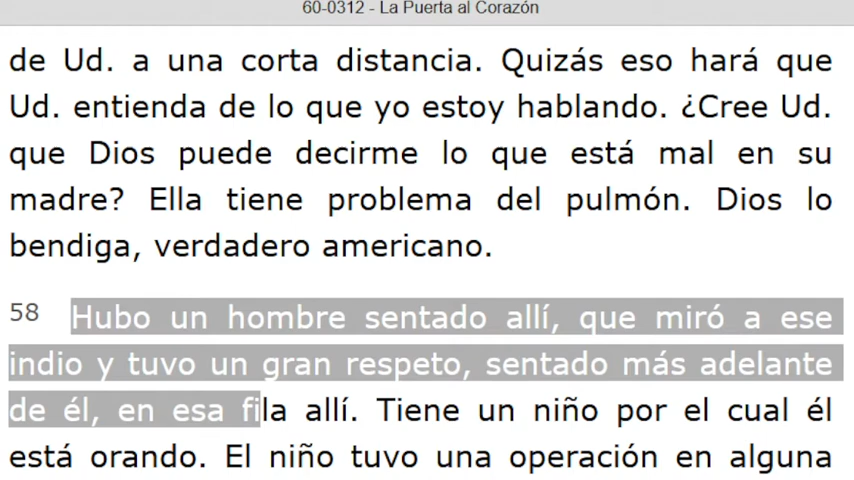 60-0312 - La Puerta al Corazón
de Ud. a una corta distancia. Quizás eso hará que
Ud. entienda de lo que yo estoy hablando. ¿Cree Ud.
que Dios puede decirme lo que está mal en su
madre? Ella tiene problema del pulmón. Dios lo
bendiga, verdadero americano.
58 Hubo un hombre sentado allí, que miró a ese
indio y tuvo un gran respeto, sentado más adelante
de él, en esa fila allí. Tiene un niño por el cual él
está orando. El niño tuvo una operación en alguna